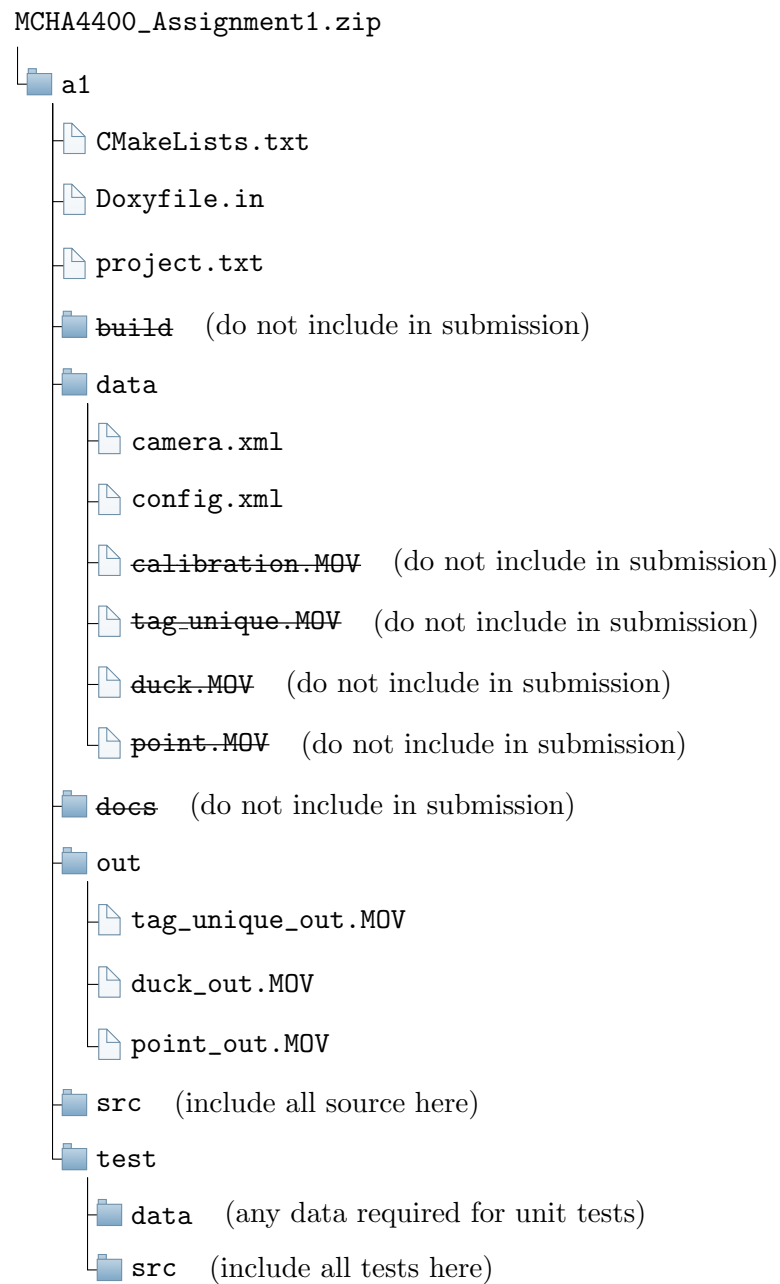 MCHA4400_Assignment1.zip
a1
CMakeLists.txt
Doxyfile.in
project.txt
build (do not include in submission)
data
camera.xml
config.xml
calibration.MOV (do not include in submission)
tag_unique.MOV (do not include in submission)
duck.MOV (do not include in submission)
point.MOV (do not include in submission)
docs (do not include in submission)
out
tag_unique_out.MOV
duck_out.MOV
point_out.MOV
src (include all source here)
test
data (any data required for unit tests)
src (include all tests here)